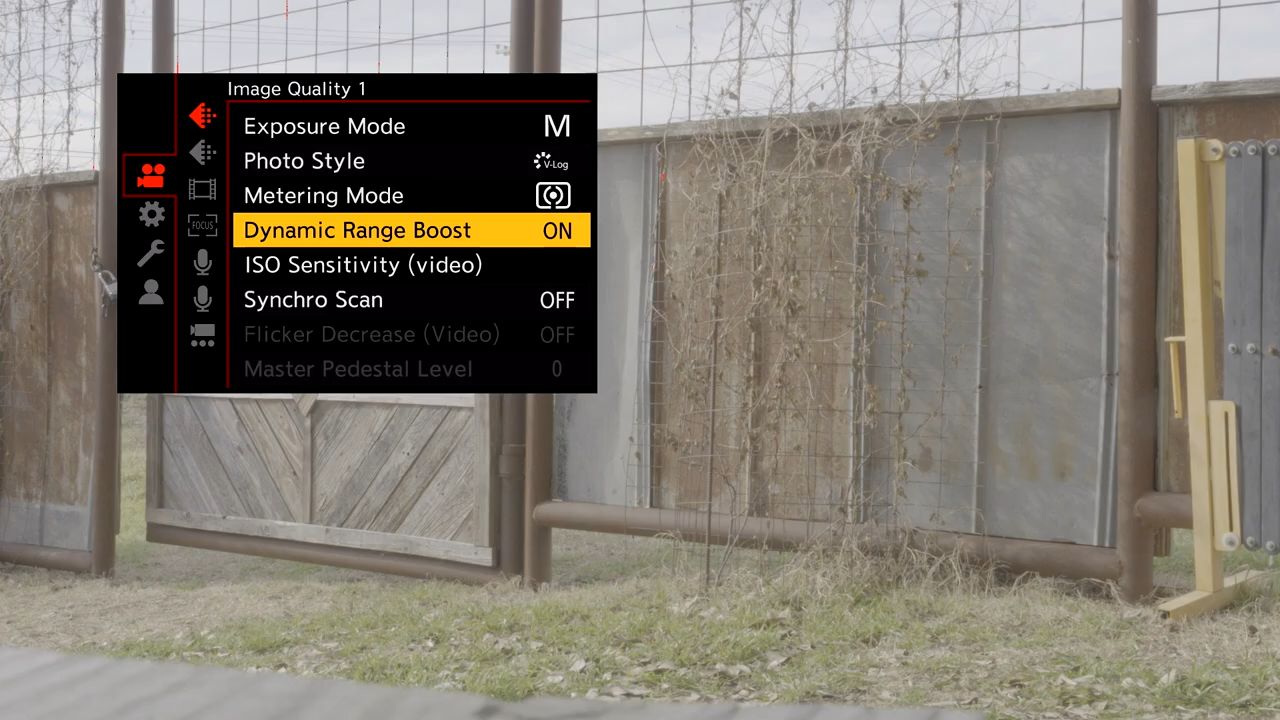 Image Quality 1
Exposure Mode M
Photo Style V-Log
Metering Mode
Dynamic Range Boost ON
FOCUS
ISO Sensitivity (video)
Synchro Scan OFF
Flicker Decrease (Video) OFF
Master Pedestal Level 0